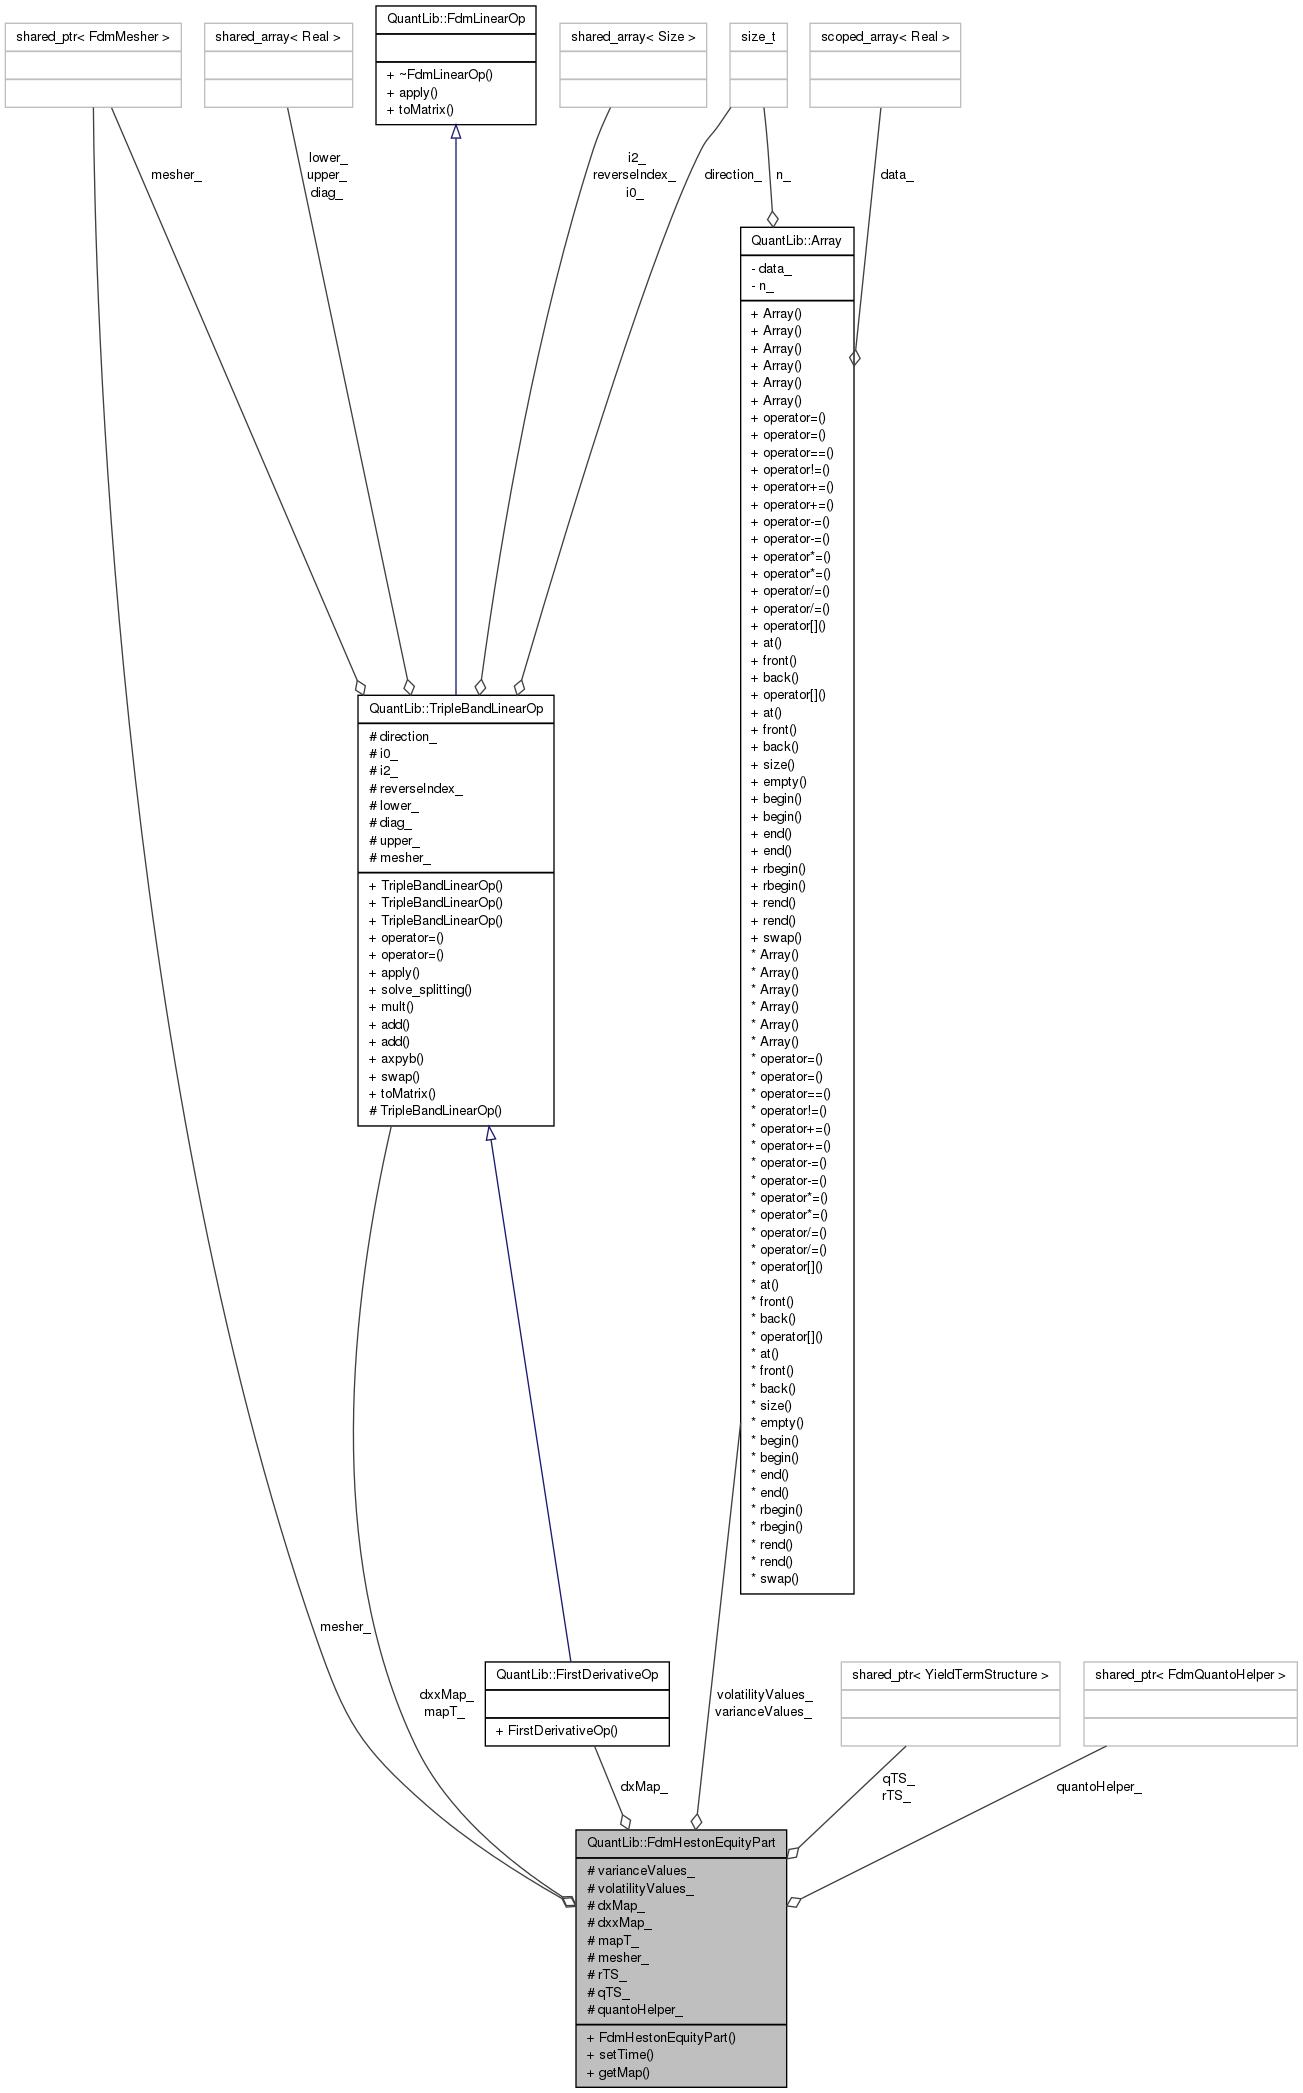 QuantLib::FdmLinearOp
+ ~FdmLinearOp()
+ apply()
+ toMatrix()
shared_ptr< FdmMesher >
shared_array< Real >
shared_array< Size >
size_t
scoped_array< Real >
mesher_
lower_
upper_
diag_
i2_
reverseIndex_
i0_
direction_
n_
data_
QuantLib::Array
- data_
- n_
+ Array()
+ Array()
+ Array()
+ Array()
+ Array()
+ Array()
+ operator=()
+ operator=()
+ operator==()
+ operator!=()
+ operator+=()
+ operator+=()
+ operator-=()
+ operator-=()
+ operator*=()
+ operator*=()
+ operator/=()
+ operator/=()
+ operator[]()
+ at()
+ front()
+ back()
+ operator[]()
+ at()
+ front()
+ back()
+ size()
+ empty()
+ begin()
+ begin()
+ end()
+ end()
+ rbegin()
+ rbegin()
+ rend()
+ rend()
+ swap()
* Array()
* Array()
* Array()
* Array()
* Array()
* Array()
* operator=()
* operator=()
* operator==()
* operator!=()
* operator+=()
* operator+=()
* operator-=()
* operator-=()
* operator*=()
* operator*=()
* operator/=()
* operator/=()
* operator[]()
* at()
* front()
* back()
* operator[]()
* at()
* front()
* back()
* size()
* empty()
* begin()
* begin()
* end()
* end()
* rbegin()
* rbegin()
* rend()
* rend()
* swap()
QuantLib::TripleBandLinearOp
# direction_
# i0_
# i2_
# reverseIndex_
# lower_
# diag_
# upper_
# mesher_
+ TripleBandLinearOp()
+ TripleBandLinearOp()
+ TripleBandLinearOp()
+ operator=()
+ operator=()
+ apply()
+ solve_splitting()
+ mult()
+ add()
+ add()
+ axpyb()
+ swap()
+ toMatrix()
# TripleBandLinearOp()
mesher_
dxxMap_
mapT_
QuantLib::FirstDerivativeOp
+ FirstDerivativeOp()
volatilityValues_
varianceValues_
shared_ptr< YieldTermStructure >
shared_ptr< FdmQuantoHelper >
dxMap_
qTS_
rTS_
quantoHelper_
QuantLib::FdmHestonEquityPart
# varianceValues_
# volatilityValues_
# dxMap_
# dxxMap_
# mapT_
# mesher_
# rTS_
# qTS_
# quantoHelper_
+ FdmHestonEquityPart()
+ setTime()
+ getMap()